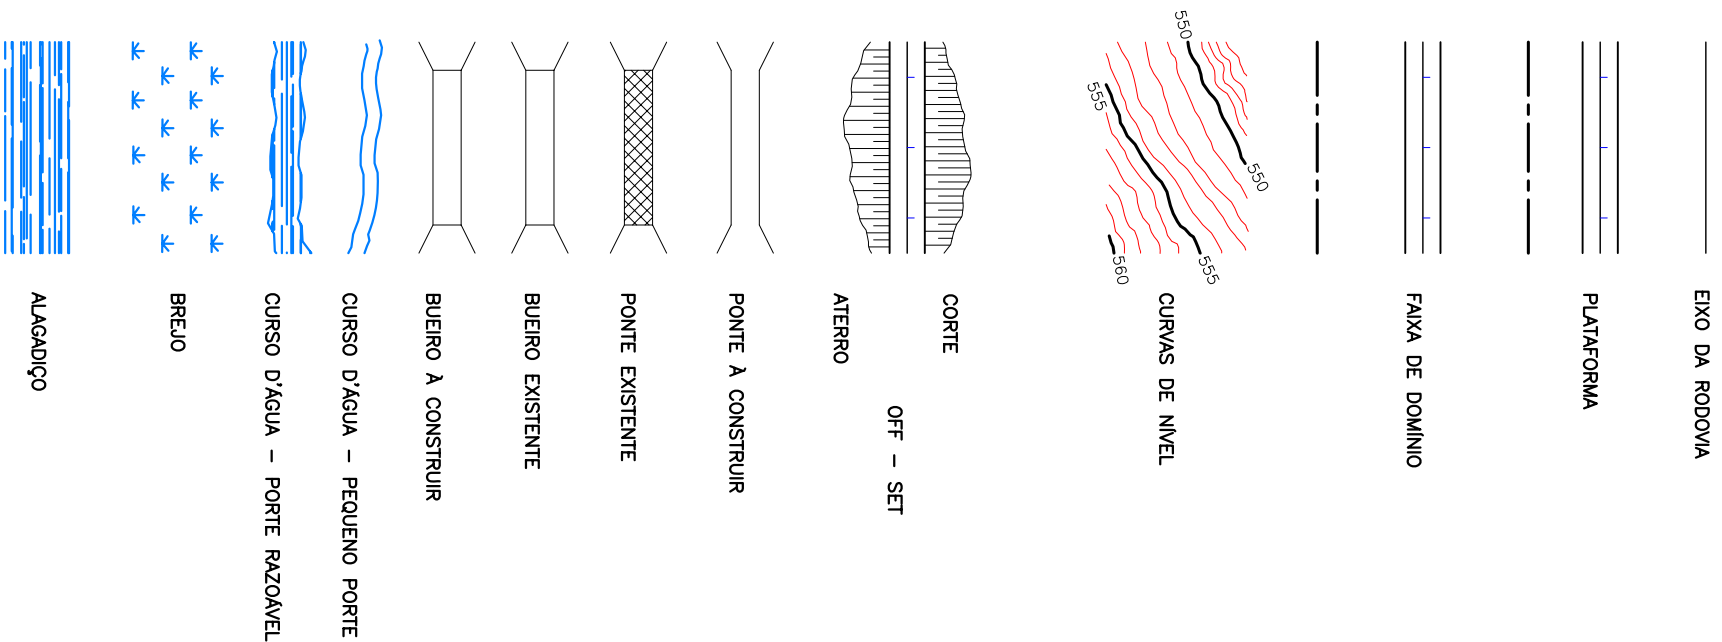 EIXO DA RODOVIA
PLATAFORMA
FAIXA DE DOMÍNIO
550
550
555
555
560
CURVAS DE NÍVEL
CORTE
OFF - SET
ATERRO
PONTE À CONSTRUIR
PONTE EXISTENTE
BUEIRO EXISTENTE
BUEIRO À CONSTRUIR
CURSO D'ÁGUA - PEQUENO PORTE
CURSO D'ÁGUA - PORTE RAZOÁVEL
BREJO
ALAGADIÇO